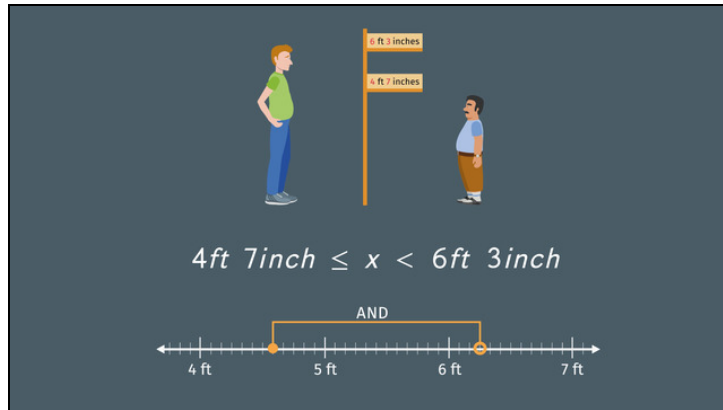 6 ft 3 inches
4 ft 7 inches
4ft 7inch ≤ x < 6ft 3inch
AND
4 ft 5 ft 6 ft 7 ft